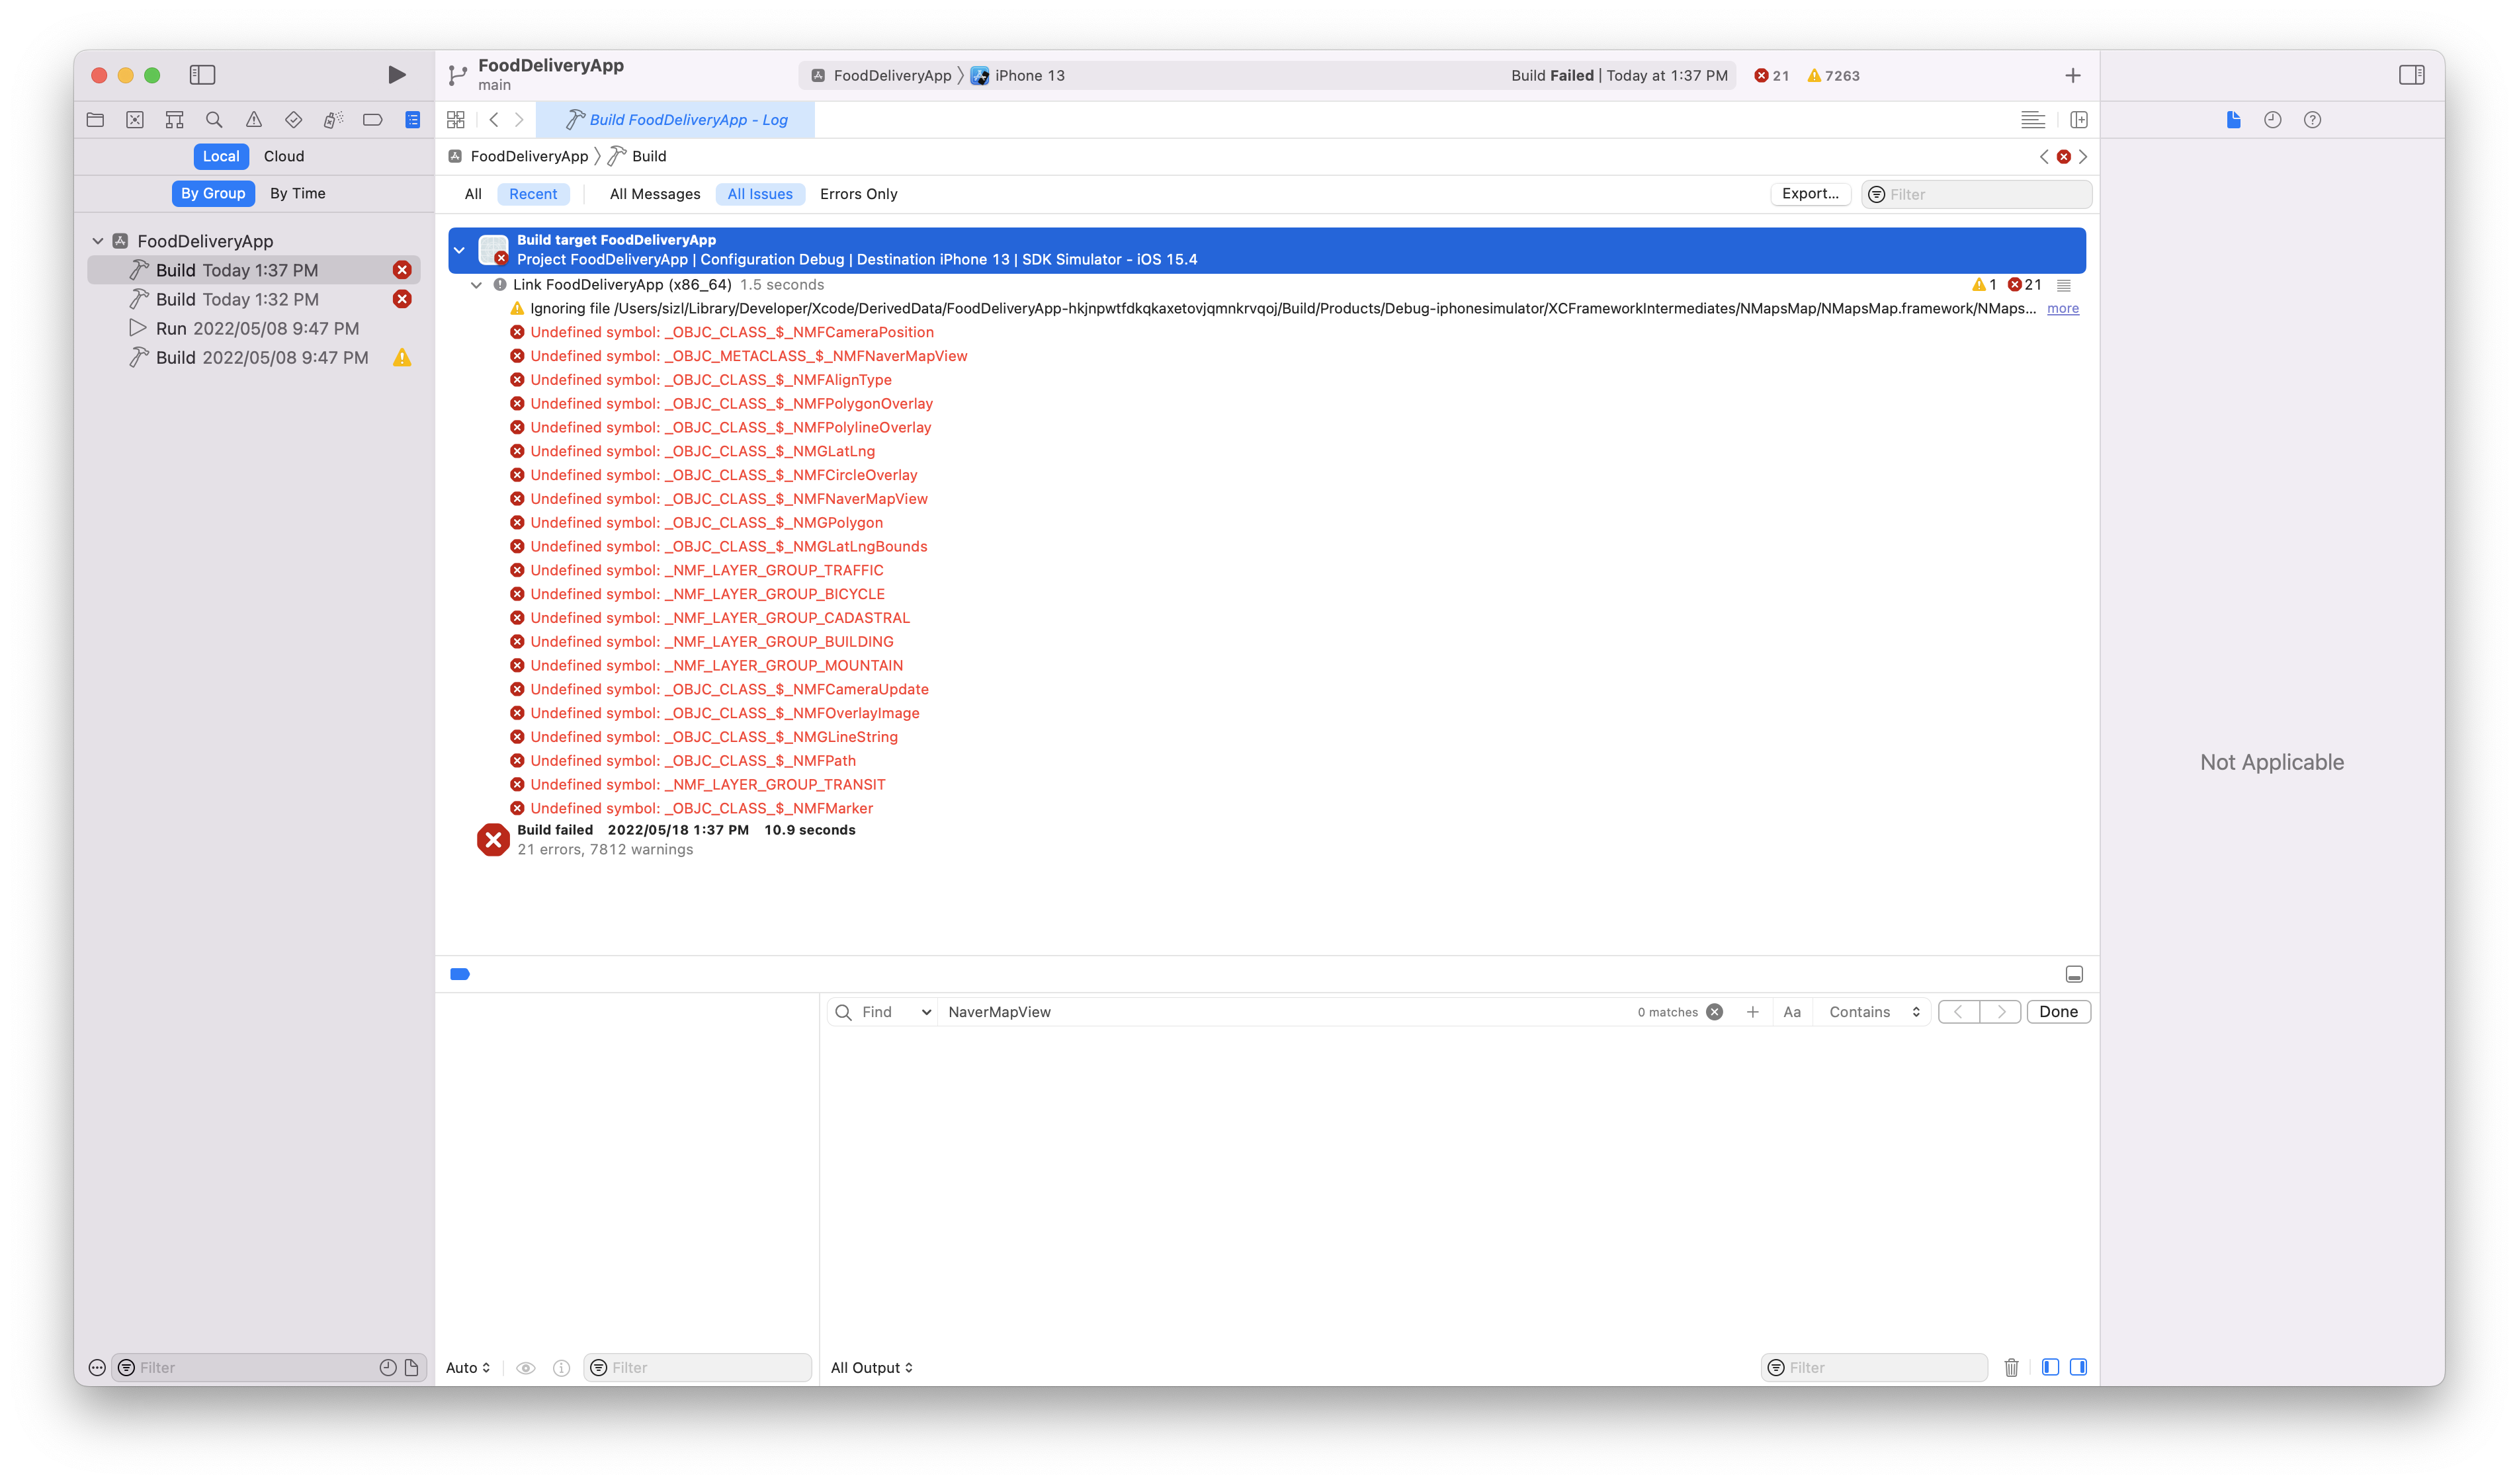 FoodDeliveryApp
main
FoodDeliveryApp 〉 iPhone 13
Build Failed | Today at 1:37 PM
21
7263
Build FoodDeliveryApp - Log
Local Cloud
FoodDeliveryApp 〉 Build
By Group By Time
All Recent All Messages All Issues Errors Only
Export...
Filter
FoodDeliveryApp
Build Today 1:37 PM
Build Today 1:32 PM
Run 2022/05/08 9:47 PM
Build 2022/05/08 9:47 PM
Build target FoodDeliveryApp
Project FoodDeliveryApp | Configuration Debug | Destination iPhone 13 | SDK Simulator - iOS 15.4
Link FoodDeliveryApp (x86_64) 1.5 seconds
1 21
Ignoring file /Users/sizl/Library/Developer/Xcode/DerivedData/FoodDeliveryApp-hkjnpwtfdkqkaxetovjqmnkrvqoj/Build/Products/Debug-iphonesimulator/XCFrameworkIntermediates/NMapsMap/NMapsMap.framework/NMaps... more
Undefined symbol: _OBJC_CLASS_$_NMFCameraPosition
Undefined symbol: _OBJC_METACLASS_$_NMFNaverMapView
Undefined symbol: _OBJC_CLASS_$_NMFAlignType
Undefined symbol: _OBJC_CLASS_$_NMFPolygonOverlay
Undefined symbol: _OBJC_CLASS_$_NMFPolylineOverlay
Undefined symbol: _OBJC_CLASS_$_NMGLatLng
Undefined symbol: _OBJC_CLASS_$_NMFCircleOverlay
Undefined symbol: _OBJC_CLASS_$_NMFNaverMapView
Undefined symbol: _OBJC_CLASS_$_NMGPolygon
Undefined symbol: _OBJC_CLASS_$_NMGLatLngBounds
Undefined symbol: _NMF_LAYER_GROUP_TRAFFIC
Undefined symbol: _NMF_LAYER_GROUP_BICYCLE
Undefined symbol: _NMF_LAYER_GROUP_CADASTRAL
Undefined symbol: _NMF_LAYER_GROUP_BUILDING
Undefined symbol: _NMF_LAYER_GROUP_MOUNTAIN
Undefined symbol: _OBJC_CLASS_$_NMFCameraUpdate
Undefined symbol: _OBJC_CLASS_$_NMFOverlayImage
Undefined symbol: _OBJC_CLASS_$_NMGLineString
Undefined symbol: _OBJC_CLASS_$_NMFPath
Undefined symbol: _NMF_LAYER_GROUP_TRANSIT
Undefined symbol: _OBJC_CLASS_$_NMFMarker
Build failed 2022/05/18 1:37 PM 10.9 seconds
21 errors, 7812 warnings
Not Applicable
Find NaverMapView 0 matches Aa Contains Done
Filter
Auto
Filter
All Output
Filter